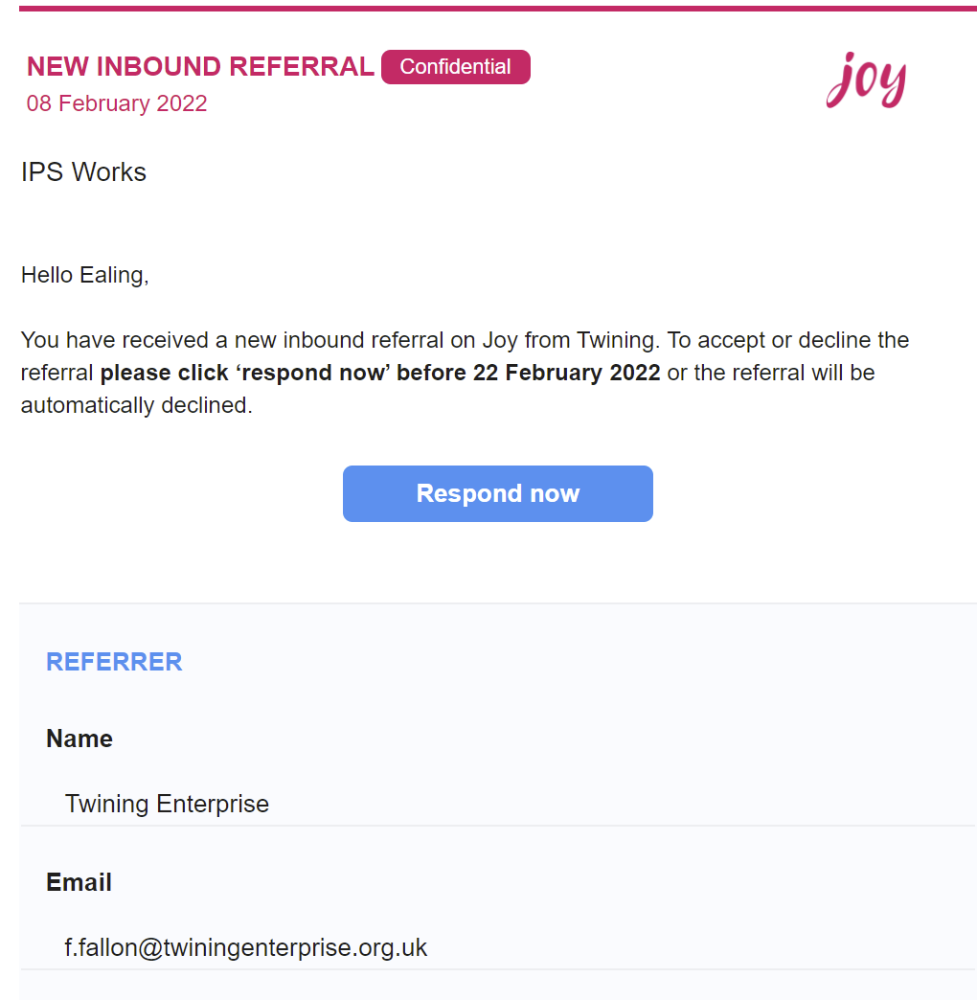 NEW INBOUND REFERRAL Confidential
joy
08 February 2022
IPS Works
Hello Ealing,
You have received a new inbound referral on Joy from Twining. To accept or decline the
referral please click ‘respond now’ before 22 February 2022 or the referral will be
automatically declined.
Respond now
REFERRER
Name
Twining Enterprise
Email
f.fallon@twiningenterprise.org.uk